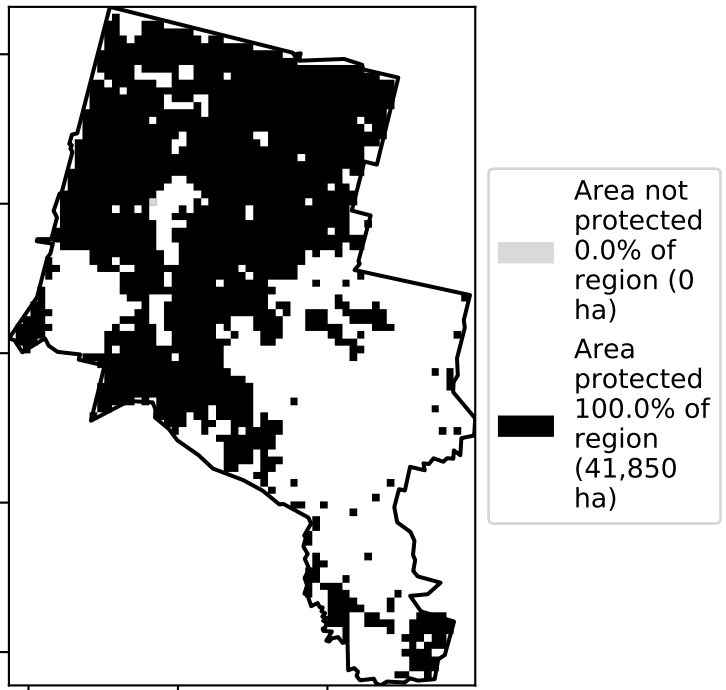 Area not
protected
0.0% of
region (0
ha)
Area
protected
100.0% of
region
(41,850
ha)